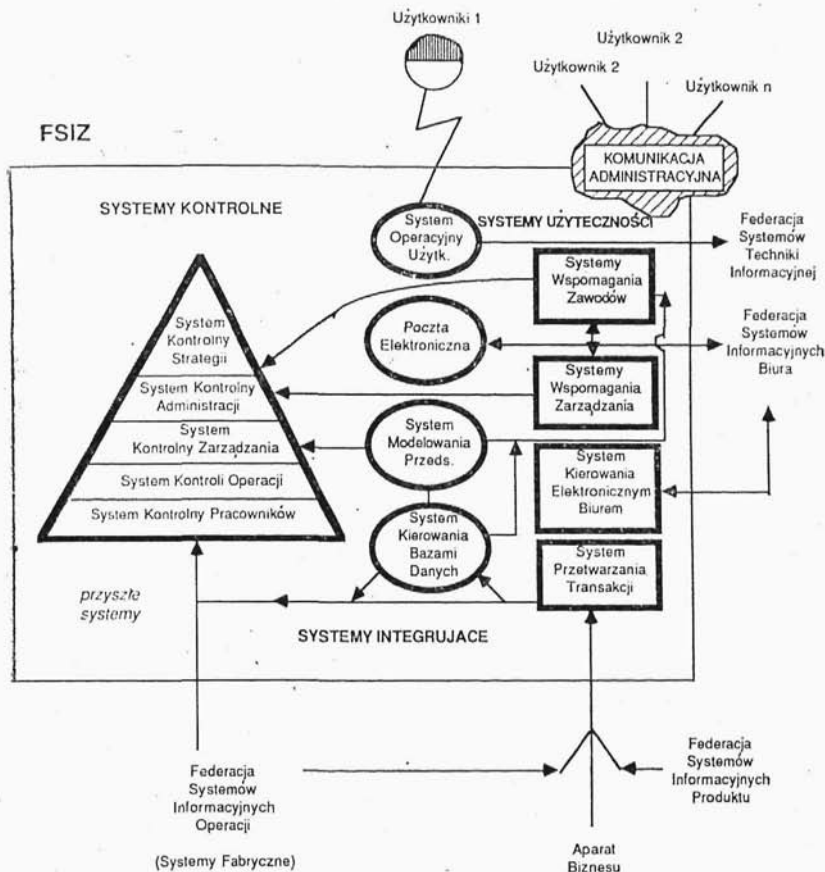 Użytkowniki 1
Użytkownik 2
Użytkownik 2
Użytkownik n
FSIZ
KOMUNIKACJA
ADMINISTRACYJNA
SYSTEMY KONTROLNE
System
Operacyjny
Użytk.
SYSTEMY UŻYTECZNOŚCI
Federacja
Systemów
Techniki
Informacyjnej
Systemy
Wspomagania
Zawodów
System
Kontrolny
Strategii
Poczta
Elektroniczna
Federacja
Systemów
Informacyjnych
Biura
System Kontrolny
Administracji
Systemy
Wspomagania
Zarządzania
System
Kontrolny Zarządzania
System
Modelowania
Przeds.
System Kontroli Operacji
System
Kierowania
Elektronicznym
Biurem
System Kontrolny Pracowników
System
Kierowania
Bazami
Danych
System
Przetwarzania
Transakcji
przyszłe
systemy
SYSTEMY INTEGRUJACE
Federacja
Systemów
Informacyjnych
Operacji
(Systemy Fabryczne)
Federacja
Systemów
Informacyjnych
Produktu
Aparat
Biznesu